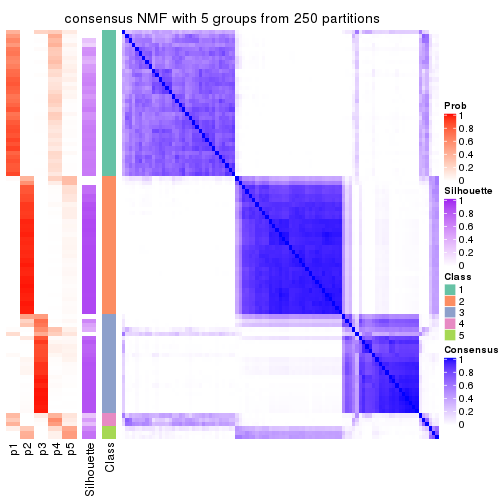 consensus NMF with 5 groups from 250 partitions
Prob
1
0.8
0.6
0.4
0.2
0
Silhouette
1
0.8
0.6
0.4
0.2
0
Class
1
2
3
4
5
Consensus
1
0.8
0.6
0.4
0.2
0
p1
p2
p3
p4
p5
Silhouette
Class